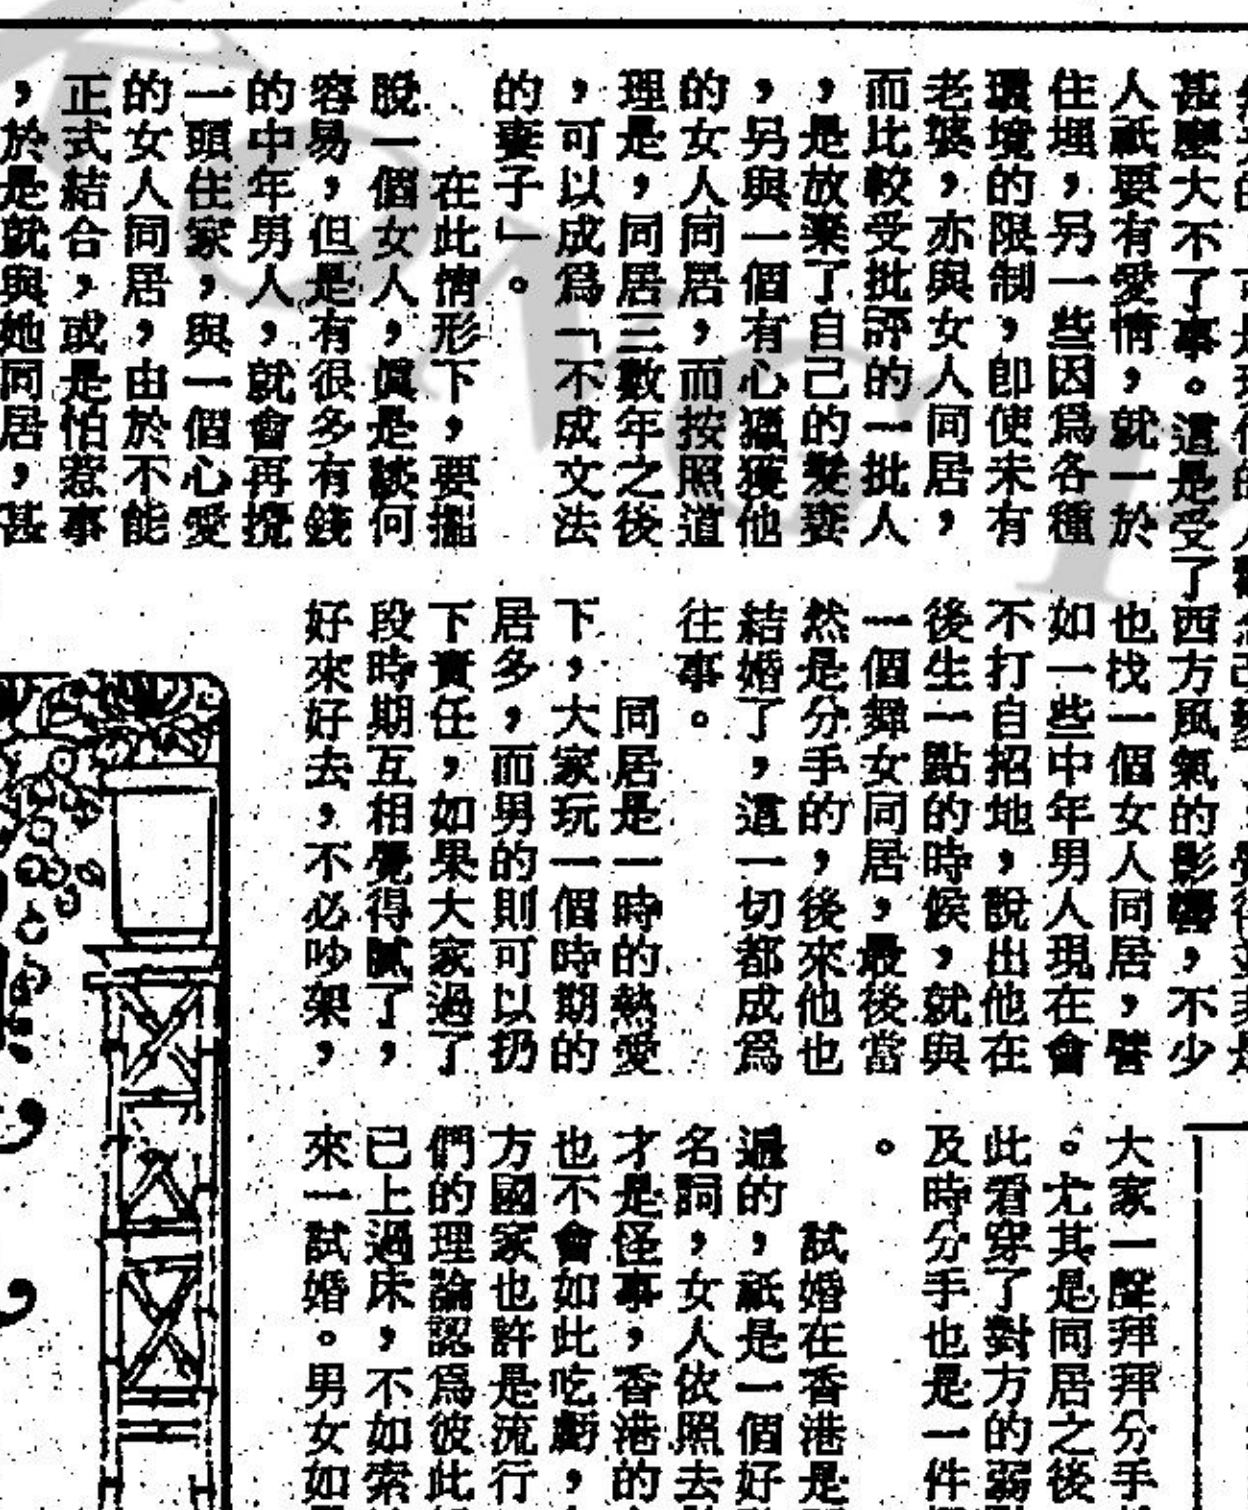 甚麼大不了事。這是受了西方風氣的影響，不少
人祇要有愛情，就一於
住埋，另一些因爲各種
環境的限制，卽使未有
老婆，亦與女人同居，
而比較受批評的一批人
，是放棄了自己的髮妻
，另與一個有心獵獲他
的女人同居，而按照道
理是，同居三數年之後
，可以成爲「不成文法
的妻子」。
在此情形下，要擺
脫一個女人，眞是談何
容易，但是有很多有錢
的中年男人，就會再攪
一頭住家，與一個心愛
的女人同居，由於不能
正式結合，或是怕惹事
，於是就與她同居，甚
也找一個女人同居，譬
如一些中年男人現在會
不打自招地，說出他在
後生一點的時候，就與
一個舞女同居，最後當
然是分手的，後來他也
結婚了，這一切都成爲
往事。
同居是一時的熱愛
下，大家玩一個時期的
居多，而男的則可以扔
下責任，如果大家過了
段時期互相覺得膩了，
好來好去，不必吵架，
大家一聲拜拜分手
。尤其是同居之後
此看穿了對方的弱
及時分手也是一件
。
試婚在香港是
過的，祇是一個好
名詞，女人依照去
才是怪事，香港的
也不會如此吃虧，
方國家也許是流行
們的理論認爲彼此
已上過床，不如索
來一試婚。男女如
KONG P